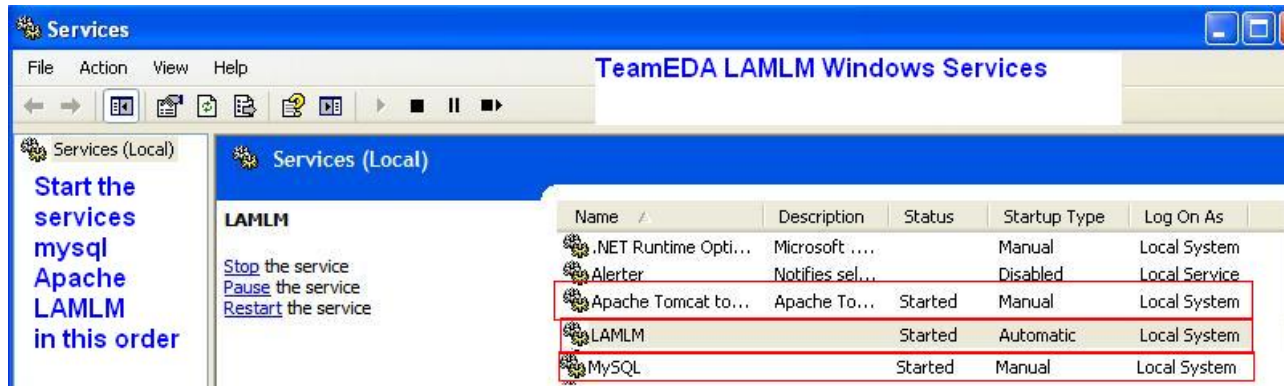 Services
File Action View Help
TeamEDA LAMLM Windows Services
Services (Local)
Start the
services
mysql
Apache
LAMLM
in this order
Services (Local)
LAMLM
Stop the service
Pause the service
Restart the service
Name Description Status Startup Type Log On As
.NET Runtime Opti... Microsoft .... Manual Local System
Alerter Notifies sel... Disabled Local Service
Apache Tomcat to... Apache To... Started Manual Local System
LAMLM Started Automatic Local System
MySQL Started Manual Local System